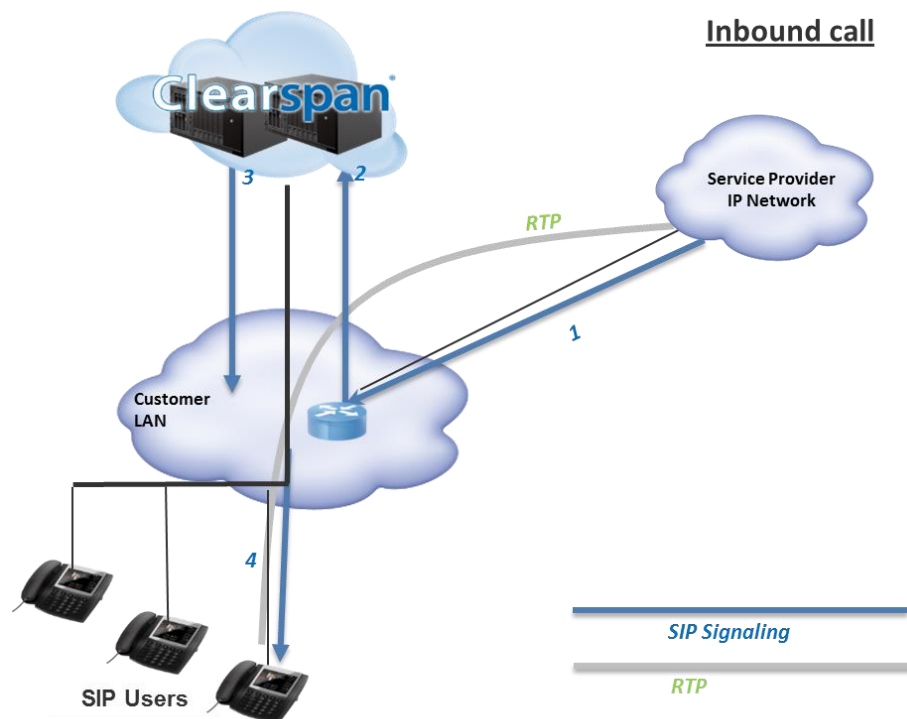 Inbound call
Clearspan®
3
2
Service Provider
IP Network
RTP
1
Customer
LAN
4
SIP Signaling
SIP Users
RTP